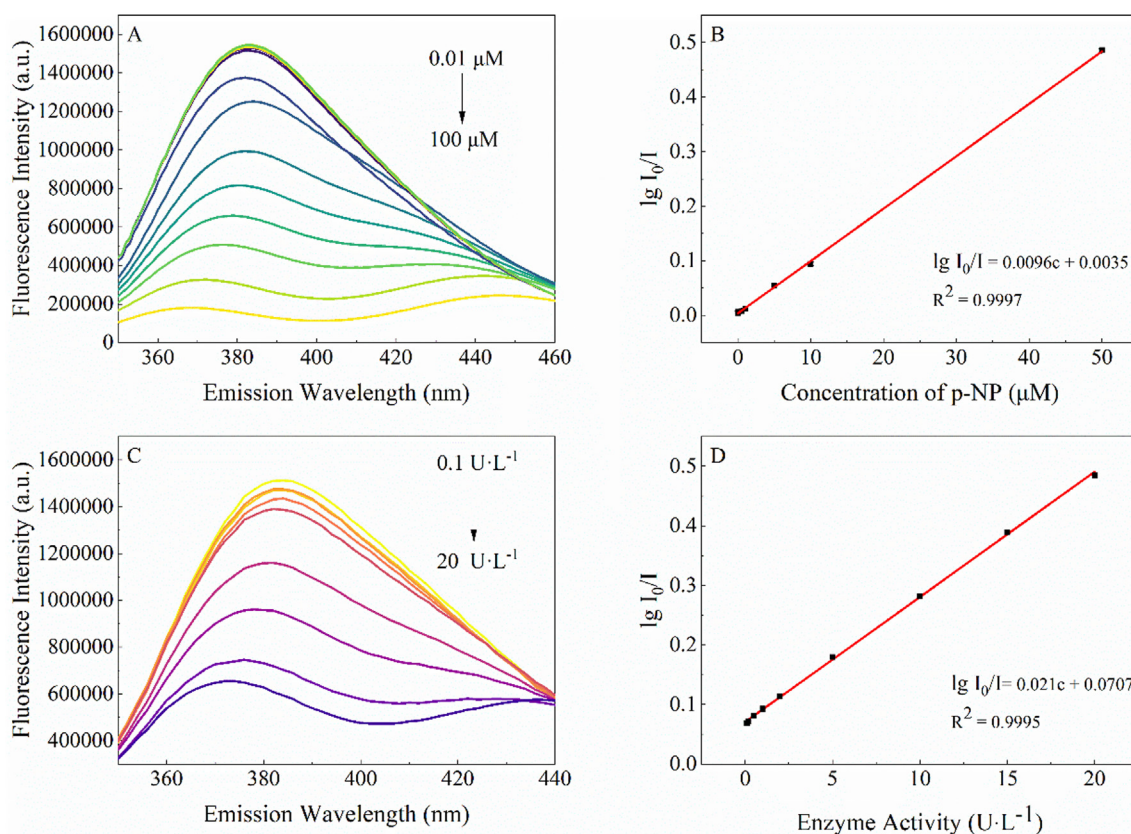 A
0.01 μM
100 μM
Fluorescence Intensity (a.u.)
1600000
1400000
1200000
1000000
800000
600000
400000
200000
0
360 380 400 420 440 460
Emission Wavelength (nm)
B
lg I0/I
0.5
0.4
0.3
0.2
0.1
0.0
lg I0/I = 0.0096c + 0.0035
R2 = 0.9997
0 10 20 30 40 50
Concentration of p-NP (μM)
C
0.1 U·L-1
20 U·L-1
Fluorescence Intensity (a.u.)
1600000
1400000
1200000
1000000
800000
600000
400000
360 380 400 420 440
Emission Wavelength (nm)
D
lg I0/I
0.5
0.4
0.3
0.2
0.1
0.0
lg I0/I= 0.021c + 0.0707
R2 = 0.9995
0 5 10 15 20
Enzyme Activity (U·L-1)